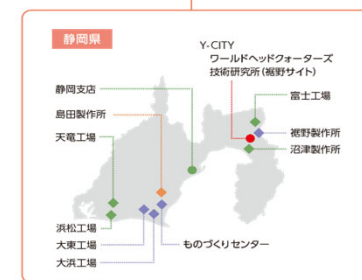 静岡県
Y-CITY
ワールドヘッドクォーターズ
技術研究所(裾野サイト)
静岡支店
富士工場
島田製作所
天竜工場
裾野製作所
沼津製作所
浜松工場
大東工場
ものづくりセンター
大浜工場